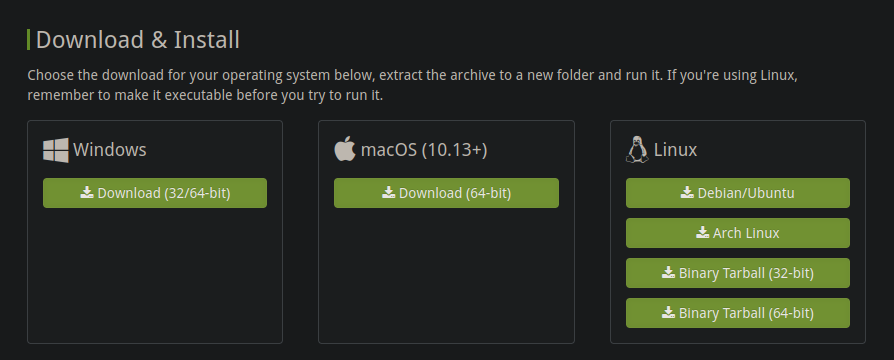 Download & Install
Choose the download for your operating system below, extract the archive to a new folder and run it. If you're using Linux,
remember to make it executable before you try to run it.
Windows
Download (32/64-bit)
macOS (10.13+)
Download (64-bit)
Linux
Debian/Ubuntu
Arch Linux
Binary Tarball (32-bit)
Binary Tarball (64-bit)